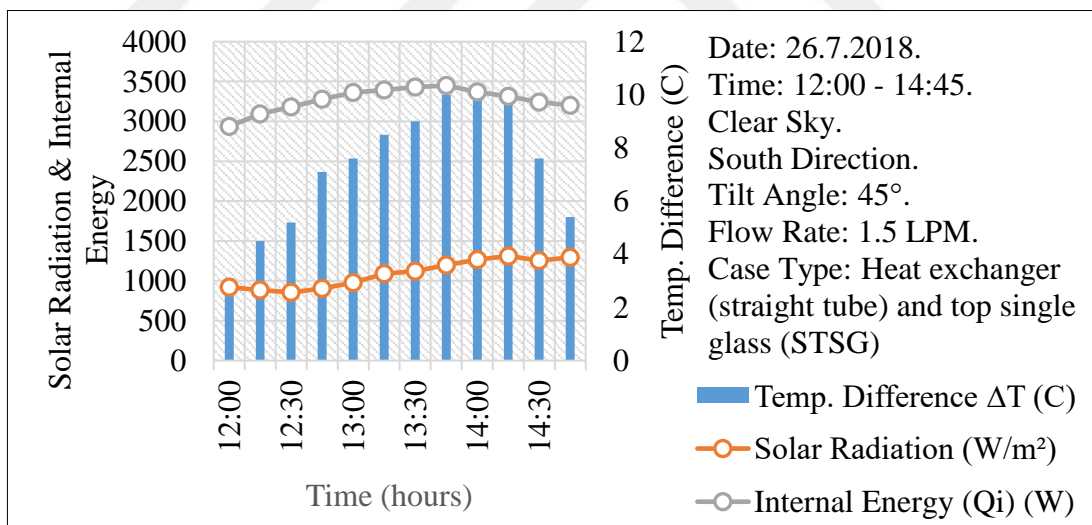 Solar Radiation & Internal
Energy
4000
3500
3000
2500
2000
1500
1000
500
0
12
10
8
6
4
2
0
Temp. Difference (C)
12:00
12:30
13:00
13:30
14:00
14:30
Time (hours)
Date: 26.7.2018.
Time: 12:00 - 14:45.
Clear Sky.
South Direction.
Tilt Angle: 45°.
Flow Rate: 1.5 LPM.
Case Type: Heat exchanger
(straight tube) and top single
glass (STSG)
Temp. Difference ΔT (C)
Solar Radiation (W/m²)
Internal Energy (Qi) (W)